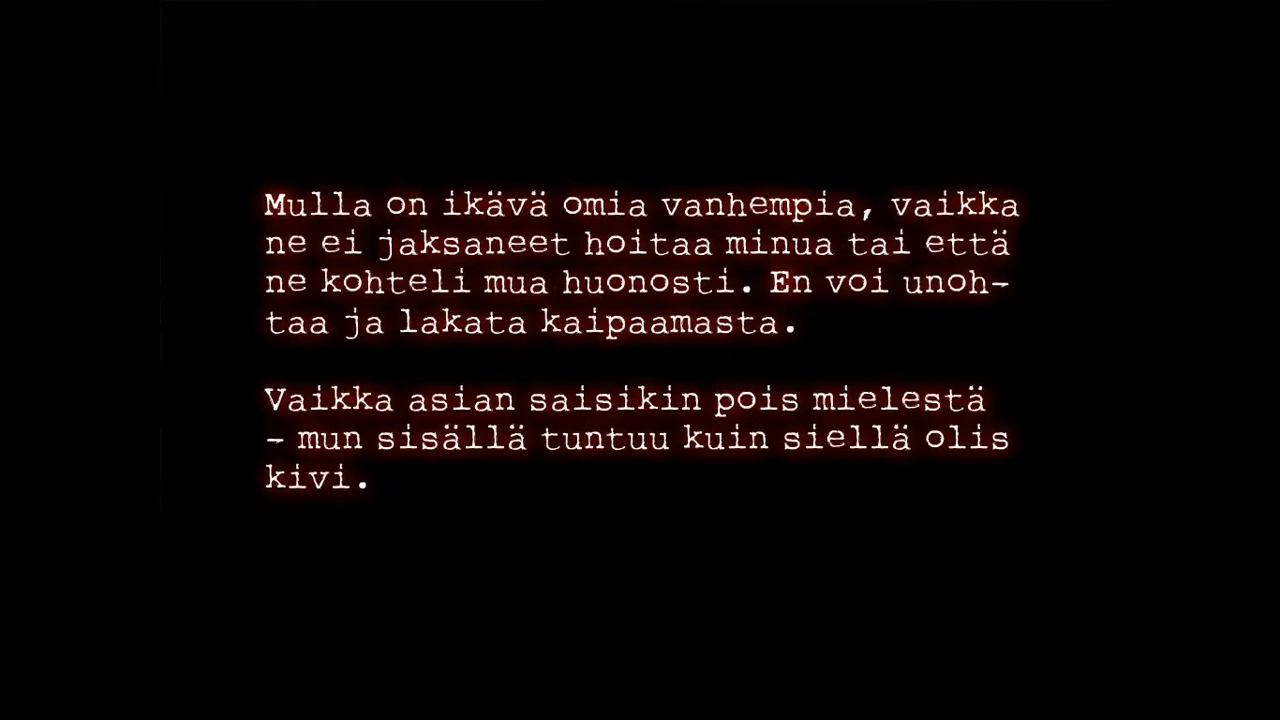 Mulla on ikävä omia vanhempia, vaikka
ne ei jaksaneet hoitaa minua tai että
ne kohteli mua huonosti. En voi unoh-
taa ja lakata kaipaamasta.
Vaikka asian saisikin pois mielestä
- mun sisällä tuntuu kuin siellä olis
kivi.